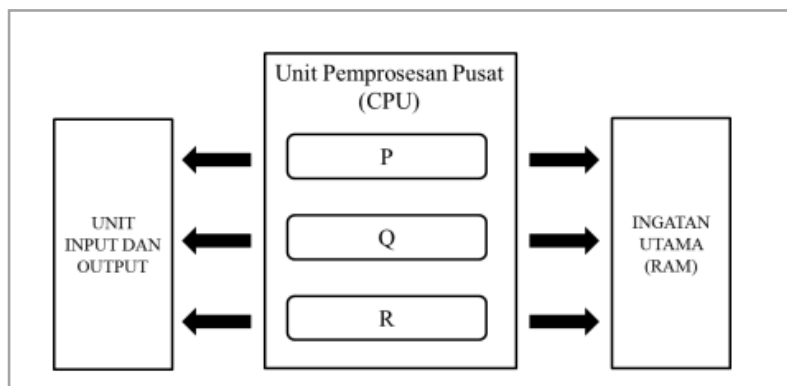 Unit Pemprosesan Pusat
(CPU)
P
Q
R
UNIT
INPUT DAN
OUTPUT
INGATAN
UTAMA
(RAM)